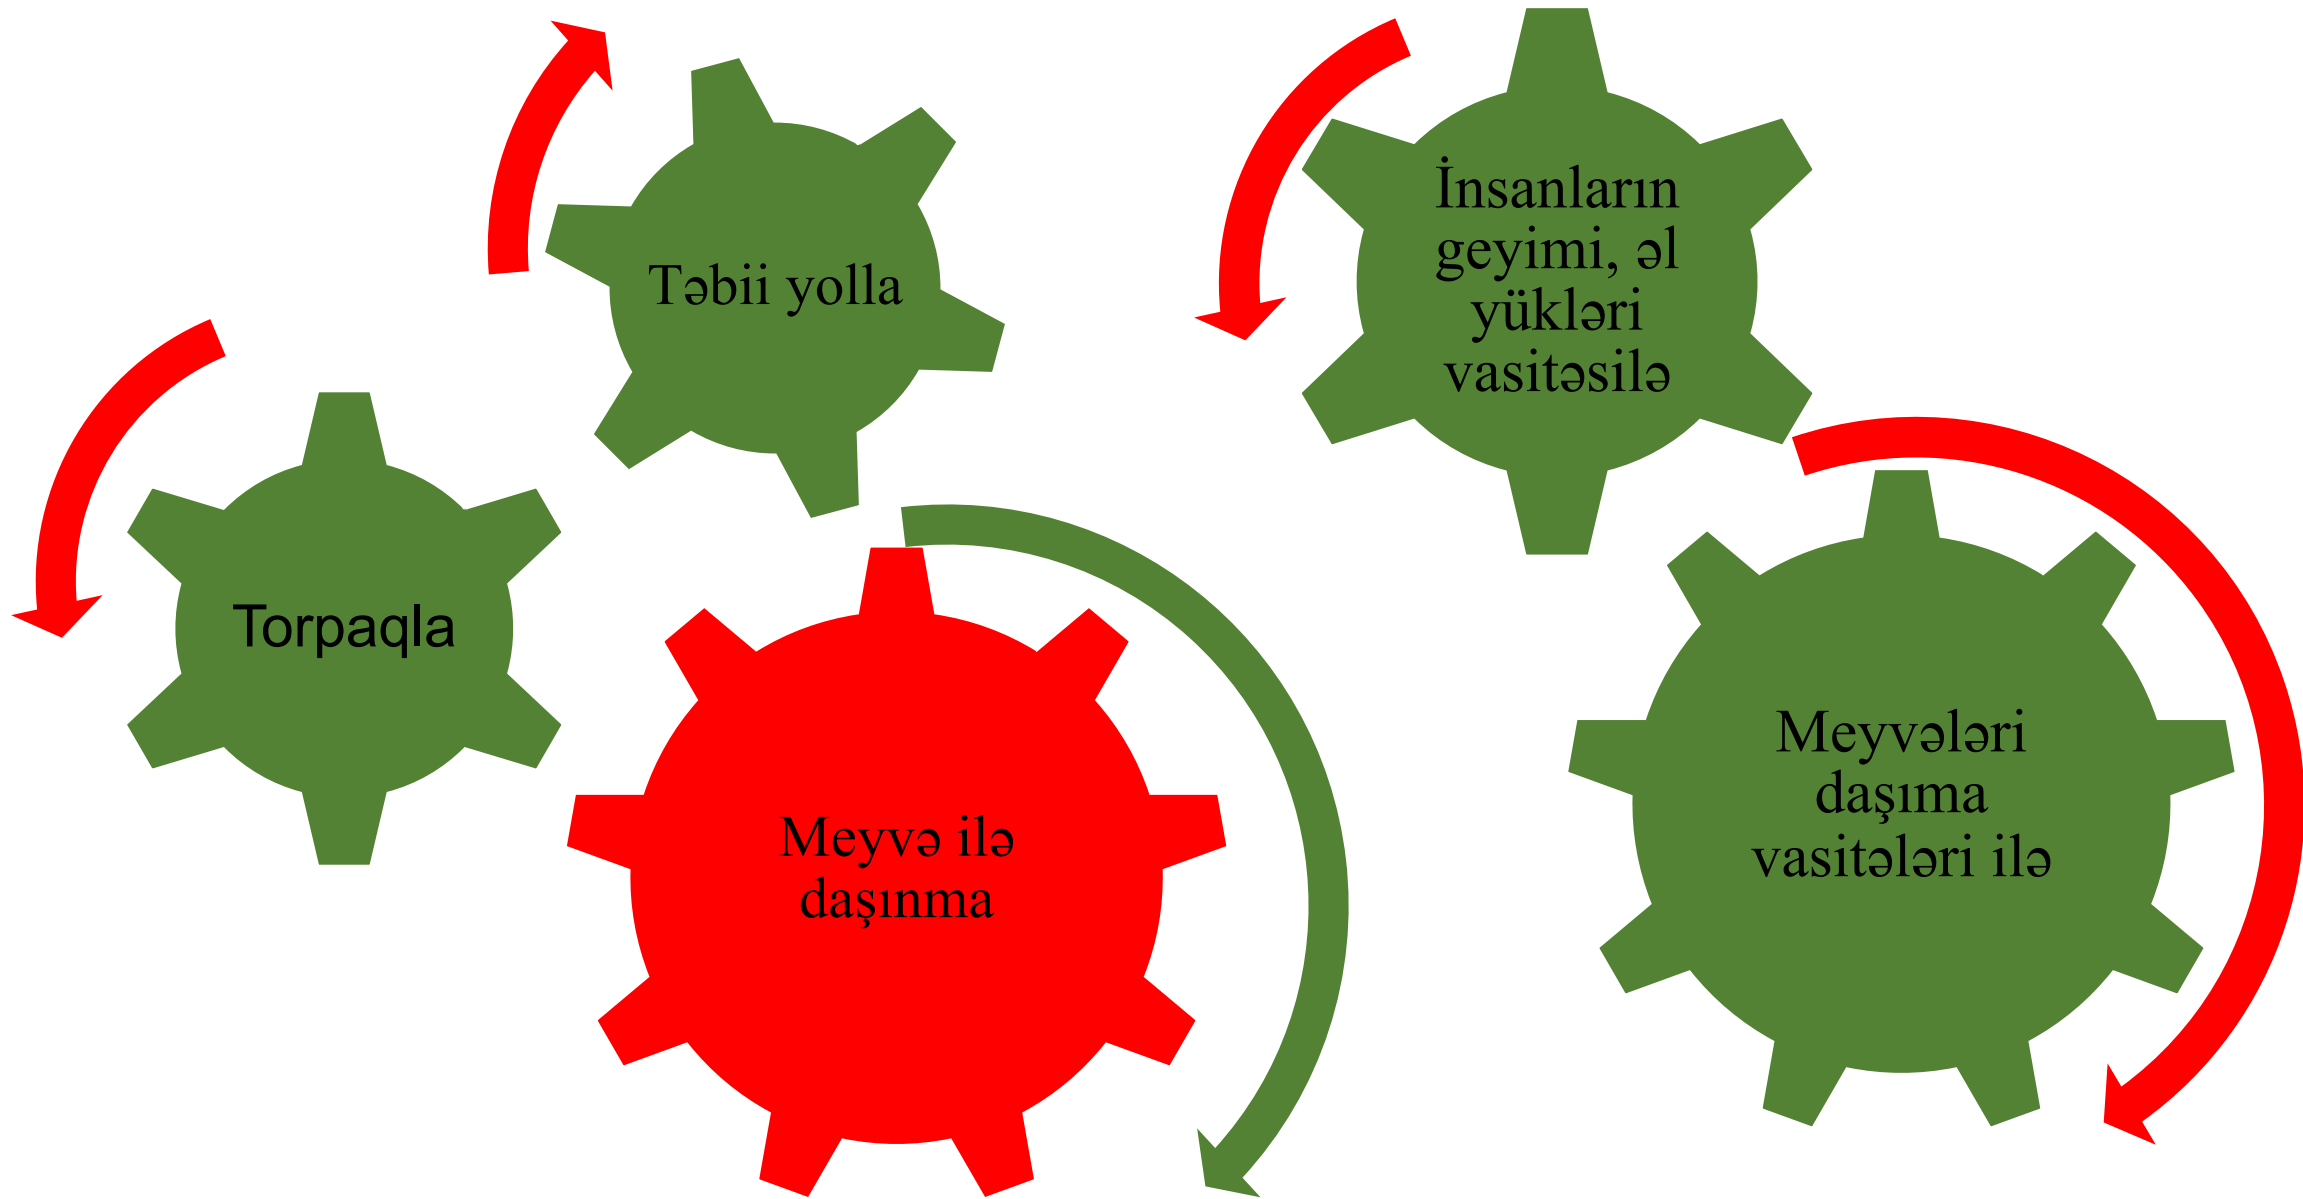 Təbii yolla
İnsanların
geyimi, əl
yükləri
vasitəsilə
Torpaqla
Meyvə ilə
daşınma
Meyvələri
daşıma
vasitələri ilə